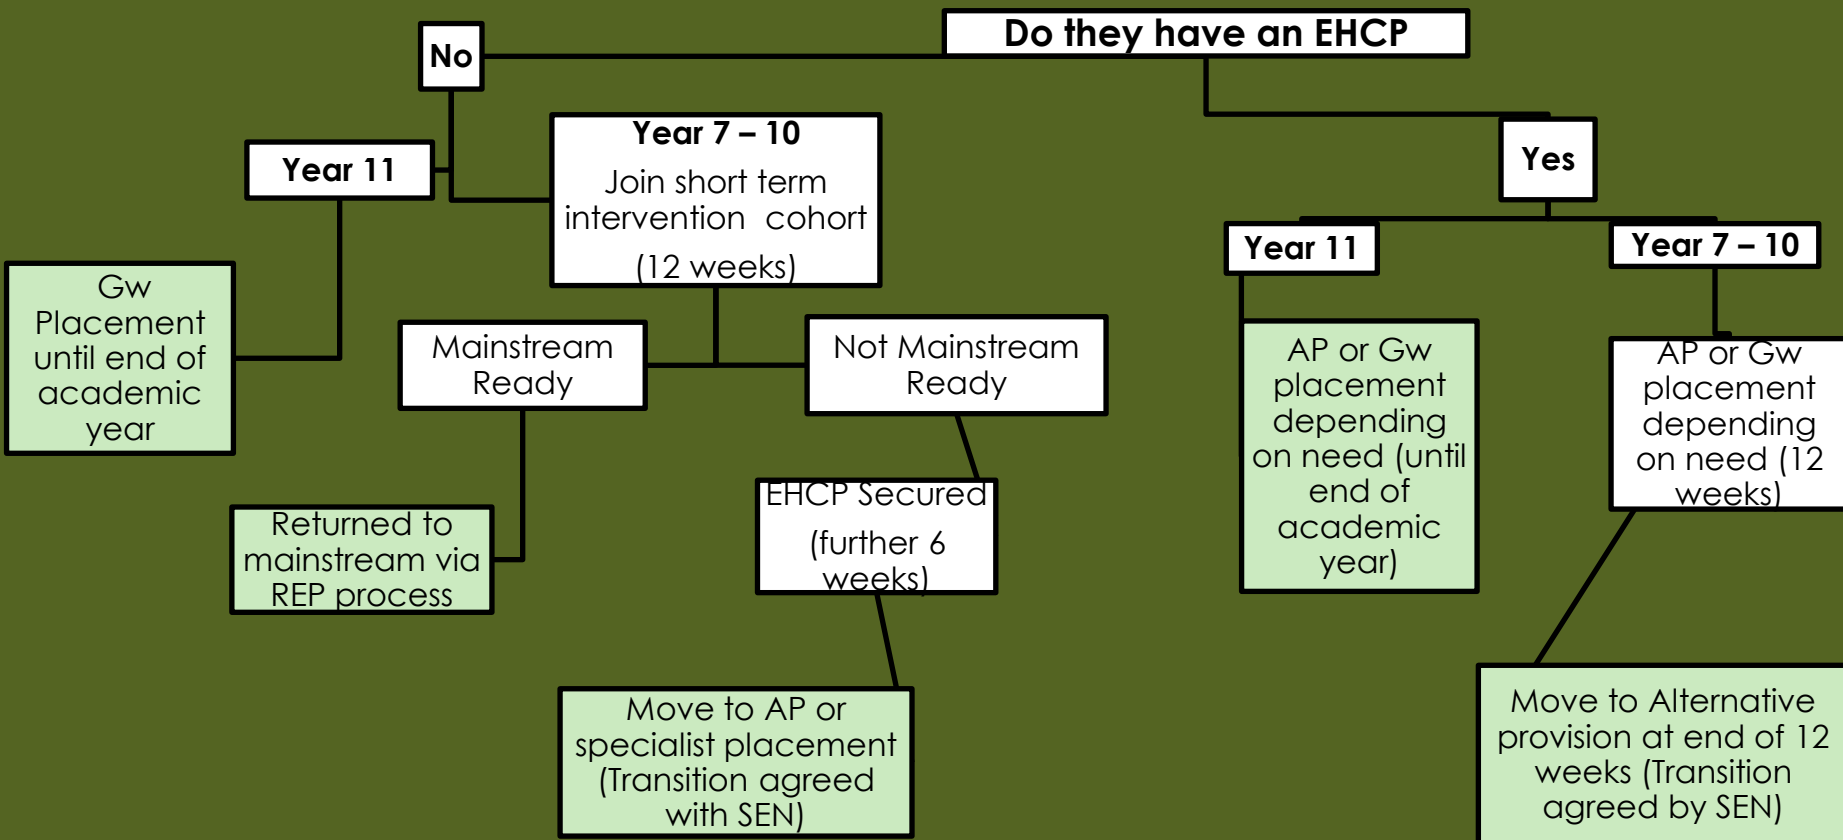 Do they have an EHCP
No
Year 7 – 10
Join short term
intervention cohort
(12 weeks)
Year 11
Yes
Year 11
Year 7 – 10
Gw
Placement
until end of
academic
year
Mainstream
Ready
Not Mainstream
Ready
AP or Gw
placement
depending
on need (until
end of
academic
year)
AP or Gw
placement
depending
on need (12
weeks)
Returned to
mainstream via
REP process
EHCP Secured
(further 6
weeks)
Move to AP or
specialist placement
(Transition agreed
with SEN)
Move to Alternative
provision at end of 12
weeks (Transition
agreed by SEN)